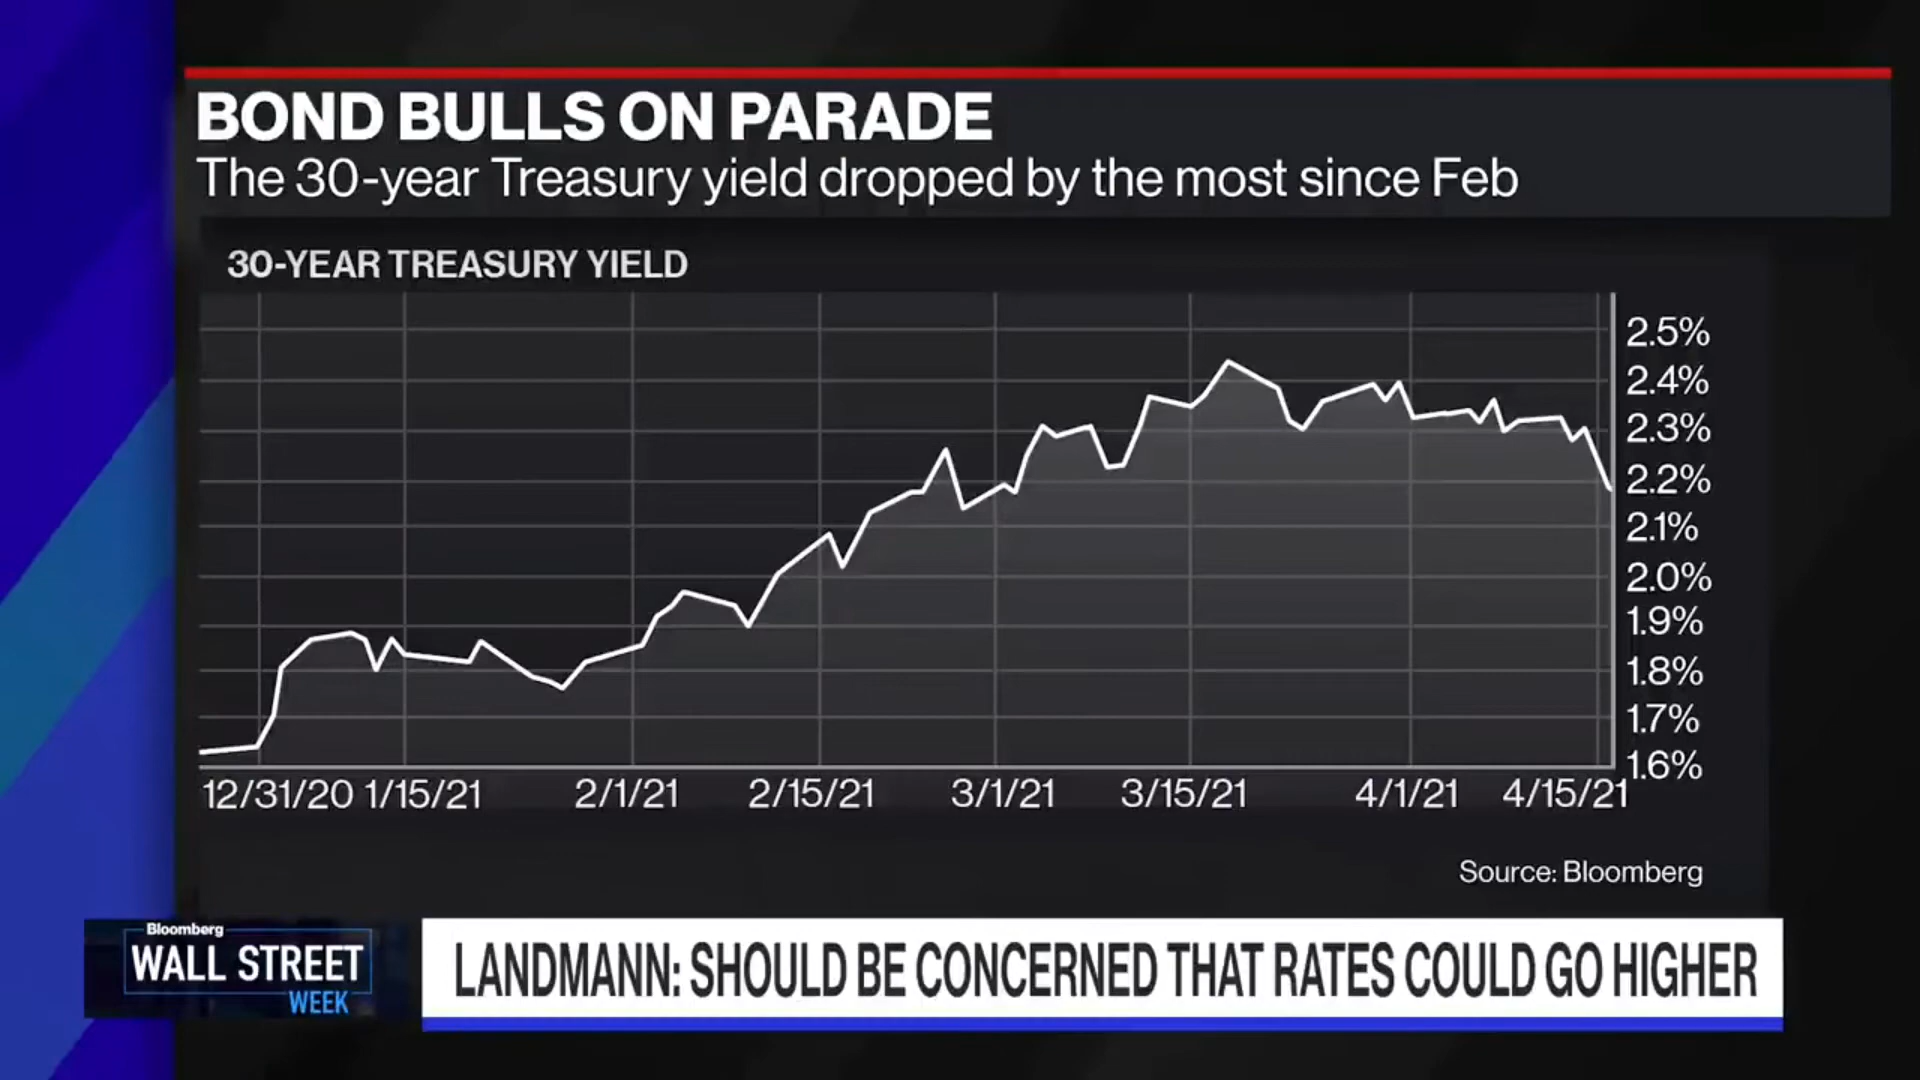 BOND BULLS ON PARADE
The 30-year Treasury yield dropped by the most since Feb
30-YEAR TREASURY YIELD
2.5%
2.4%
2.3%
2.2%
2.1%
2.0%
1.9%
1.8%
1.7%
1.6%
12/31/20 1/15/21 2/1/21 2/15/21 3/1/21 3/15/21 4/1/21 4/15/21
Source: Bloomberg
Bloomberg
WALL STREET
WEEK
LANDMANN: SHOULD BE CONCERNED THAT RATES COULD GO HIGHER